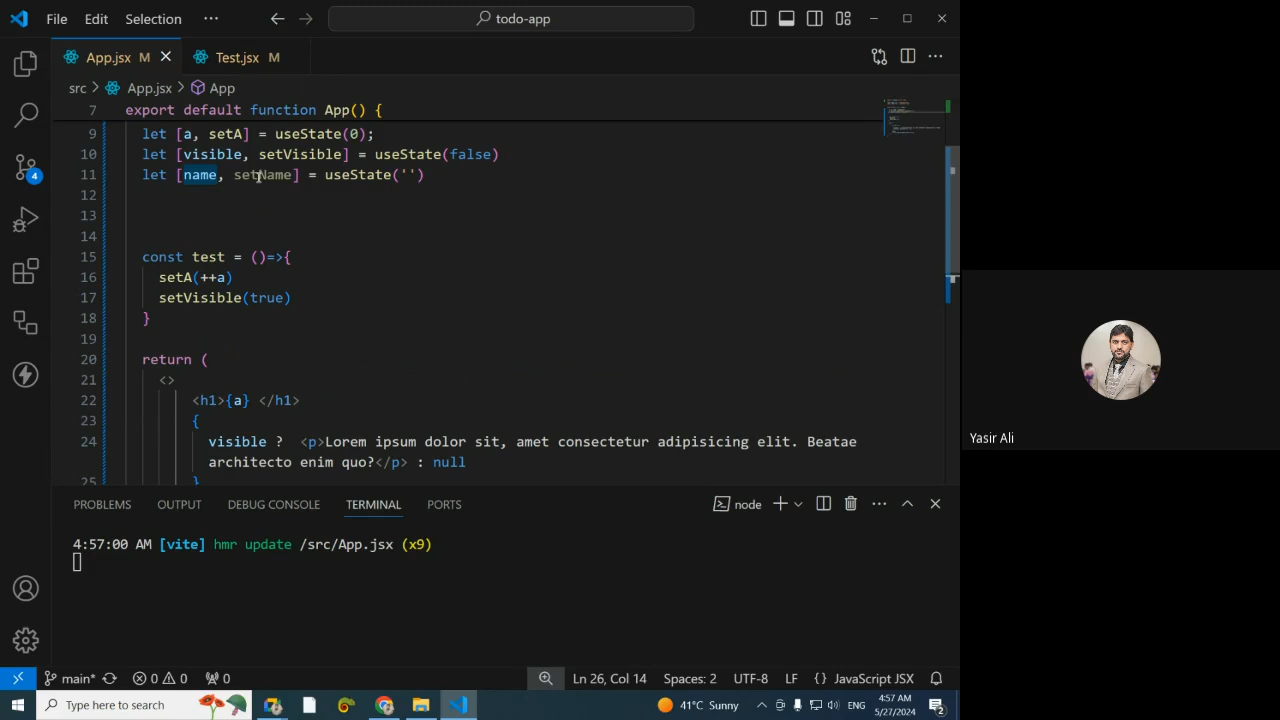 File Edit Selection ··· todo-app
App.jsx M Test.jsx M
src > App.jsx > App
7 export default function App() {
9 let [a, setA] = useState(0);
10 let [visible, setVisible] = useState(false)
11 let [name, setName] = useState('')
12
13
14
15 const test = ()=>{
16 setA(++a)
17 setVisible(true)
18 }
19
20 return (
21 <>
22 <h1>{a} </h1>
23 {
24 visible ? <p>Lorem ipsum dolor sit, amet consectetur adipisicing elit. Beatae
architecto enim quo?</p> : null
25 }
Yasir Ali
PROBLEMS OUTPUT DEBUG CONSOLE TERMINAL PORTS node
4:57:00 AM [vite] hmr update /src/App.jsx (x9)
4
main* 0 0 0 Ln 26, Col 14 Spaces: 2 UTF-8 LF {} JavaScript JSX
Type here to search 41°C Sunny ENG 4:57 AM
5/27/2024 2